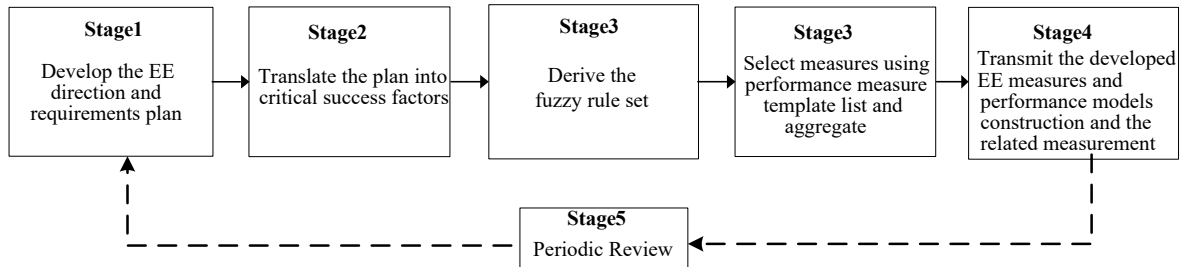 Stage1
Develop the EE
direction and
requirements plan
Stage2
Translate the plan into
critical success factors
Stage3
Derive the
fuzzy rule set
Stage3
Select measures using
performance measure
template list and
aggregate
Stage4
Transmit the developed
EE measures and
performance models
construction and the
related measurement
Stage5
Periodic Review